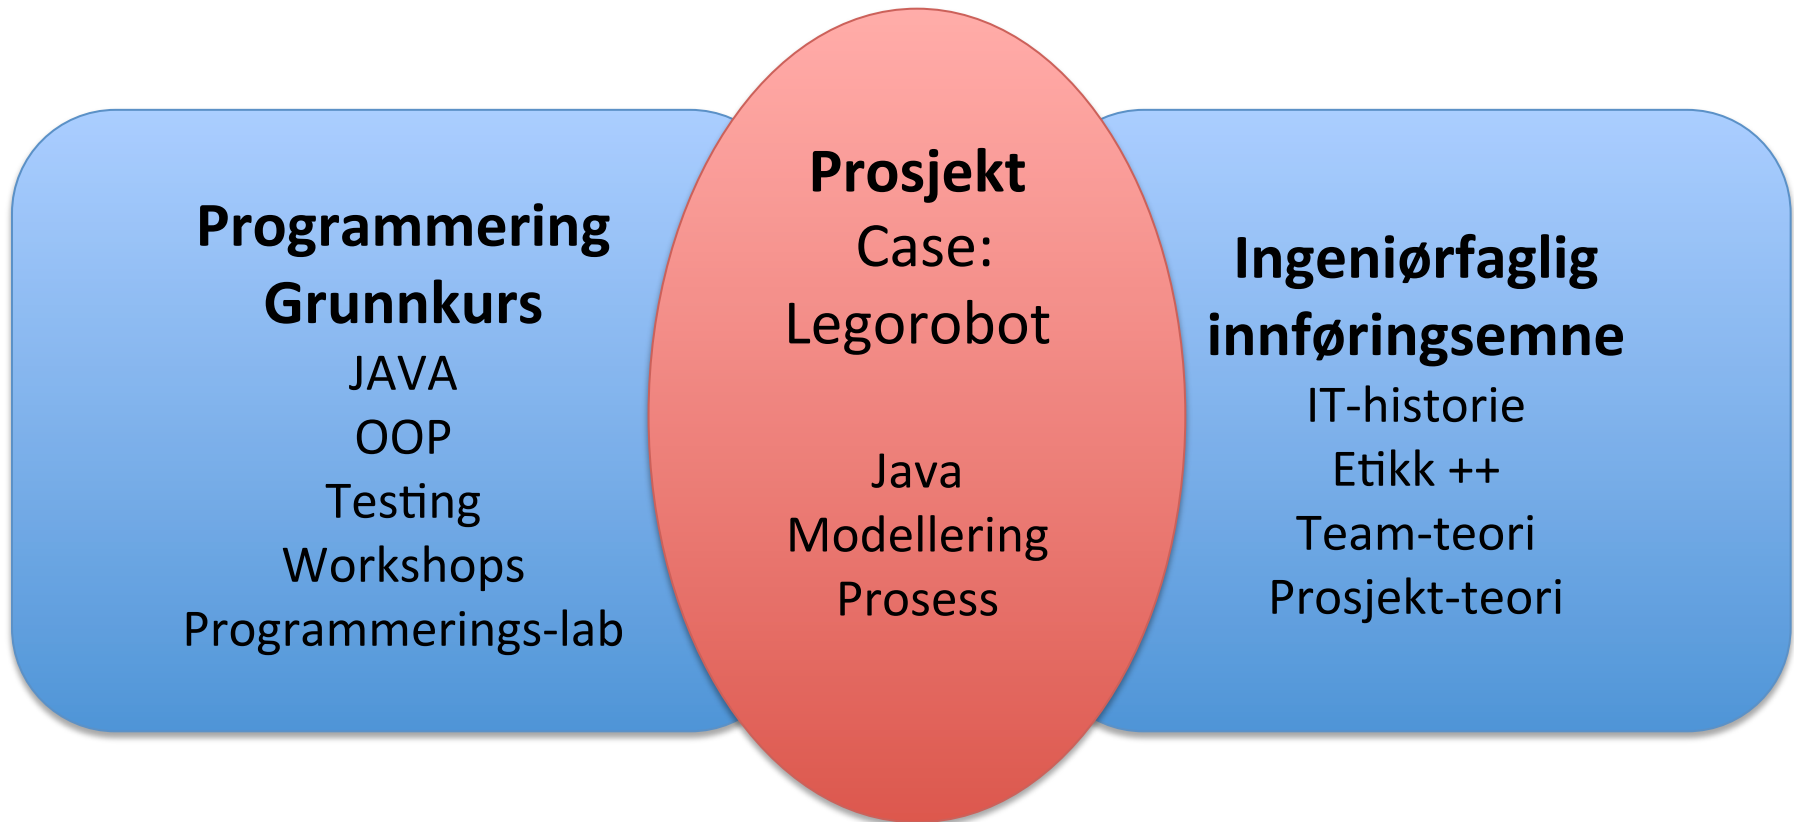 Programmering
Grunnkurs
JAVA
OOP
Testing
Workshops
Programmerings-lab
Prosjekt
Case:
Legorobot
Java
Modellering
Prosess
Ingeniørfaglig
innføringsemne
IT-historie
Etikk ++
Team-teori
Prosjekt-teori